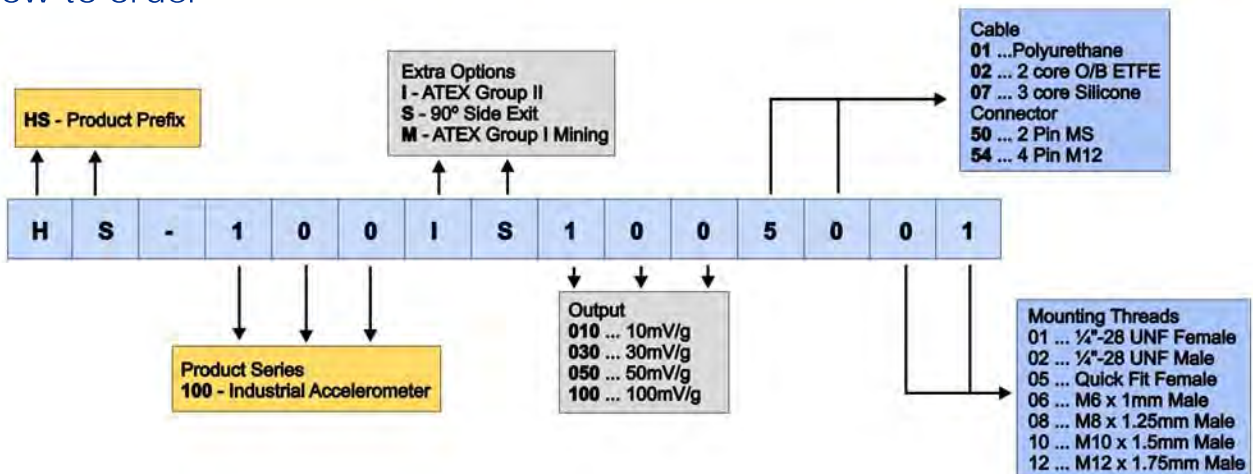 ow to order
Cable
01 ...Polyurethane
02 ... 2 core O/B ETFE
07 ... 3 core Silicone
Connector
50 ... 2 Pin MS
54 ... 4 Pin M12
Extra Options
I - ATEX Group II
S - 90º Side Exit
M - ATEX Group I Mining
HS - Product Prefix
H S - 1 0 0 I S 1 0 0 5 0 0 1
Product Series
100 - Industrial Accelerometer
Output
010 ... 10mV/g
030 ... 30mV/g
050 ... 50mV/g
100 ... 100mV/g
Mounting Threads
01 ... ¼"-28 UNF Female
02 ... ¼"-28 UNF Male
05 ... Quick Fit Female
06 ... M6 x 1mm Male
08 ... M8 x 1.25mm Male
10 ... M10 x 1.5mm Male
12 ... M12 x 1.75mm Male